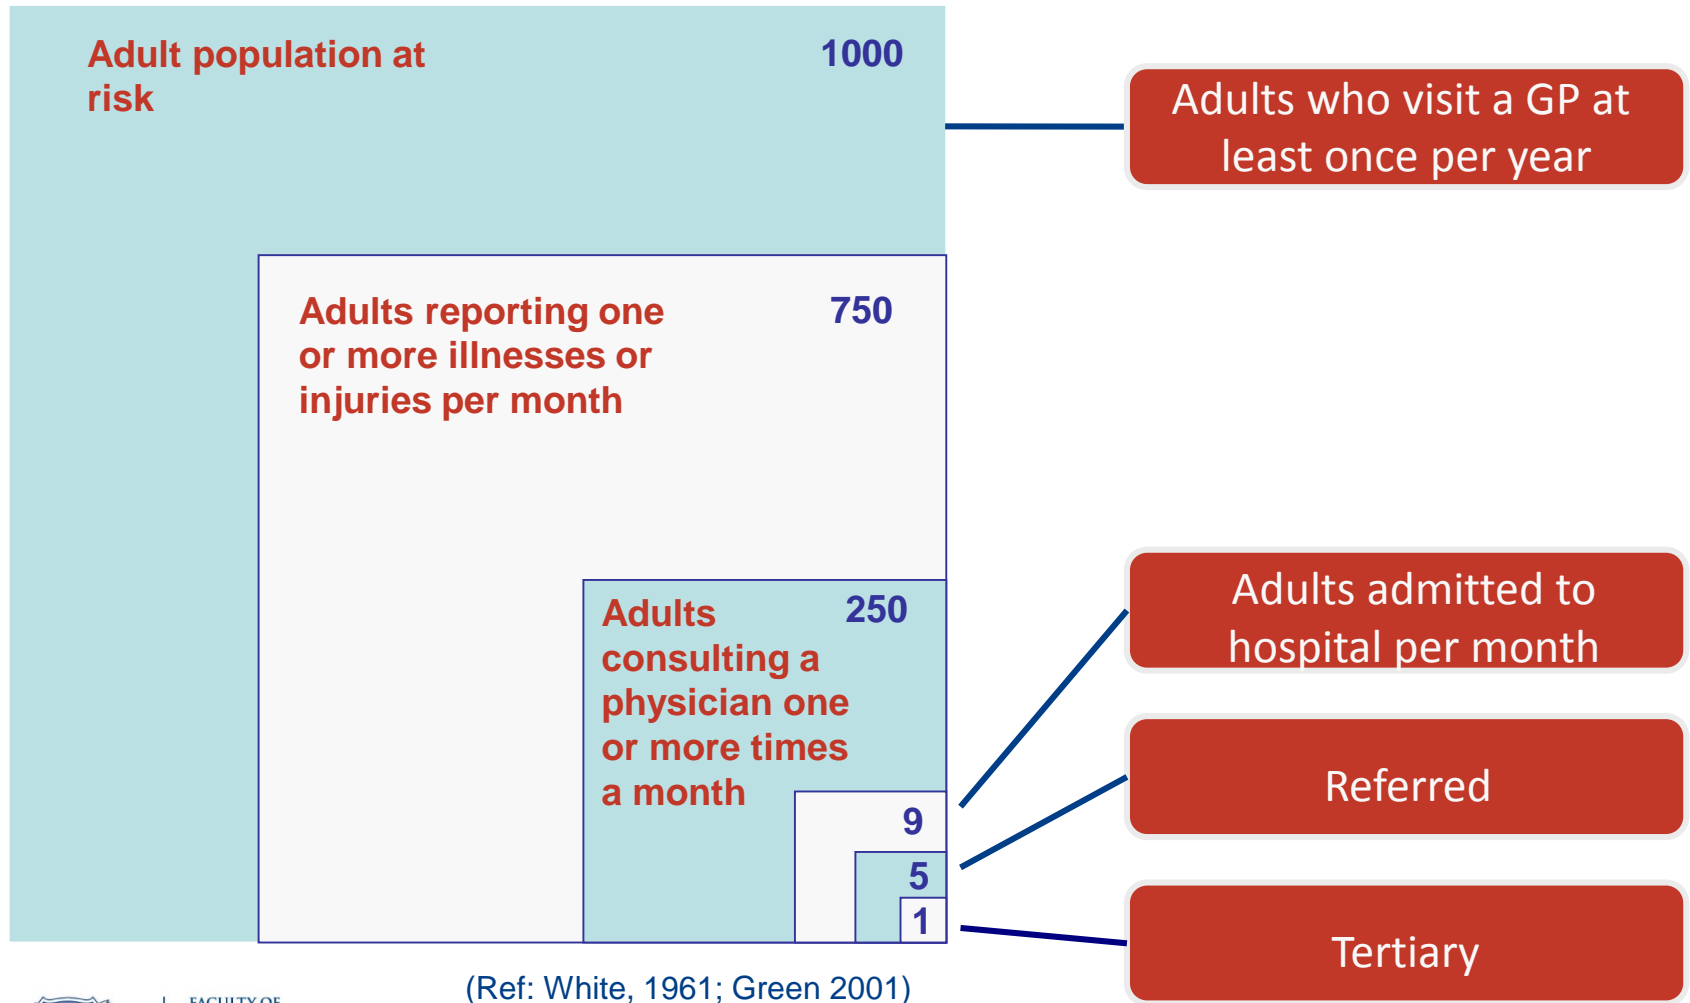 Adult population at
risk
1000
Adults who visit a GP at
least once per year
Adults reporting one
or more illnesses or
injuries per month
750
Adults
consulting a
physician one
or more times
a month
250
Adults admitted to
hospital per month
9
Referred
5
Tertiary
1
(Ref: White, 1961; Green 2001)
FACULTY OF